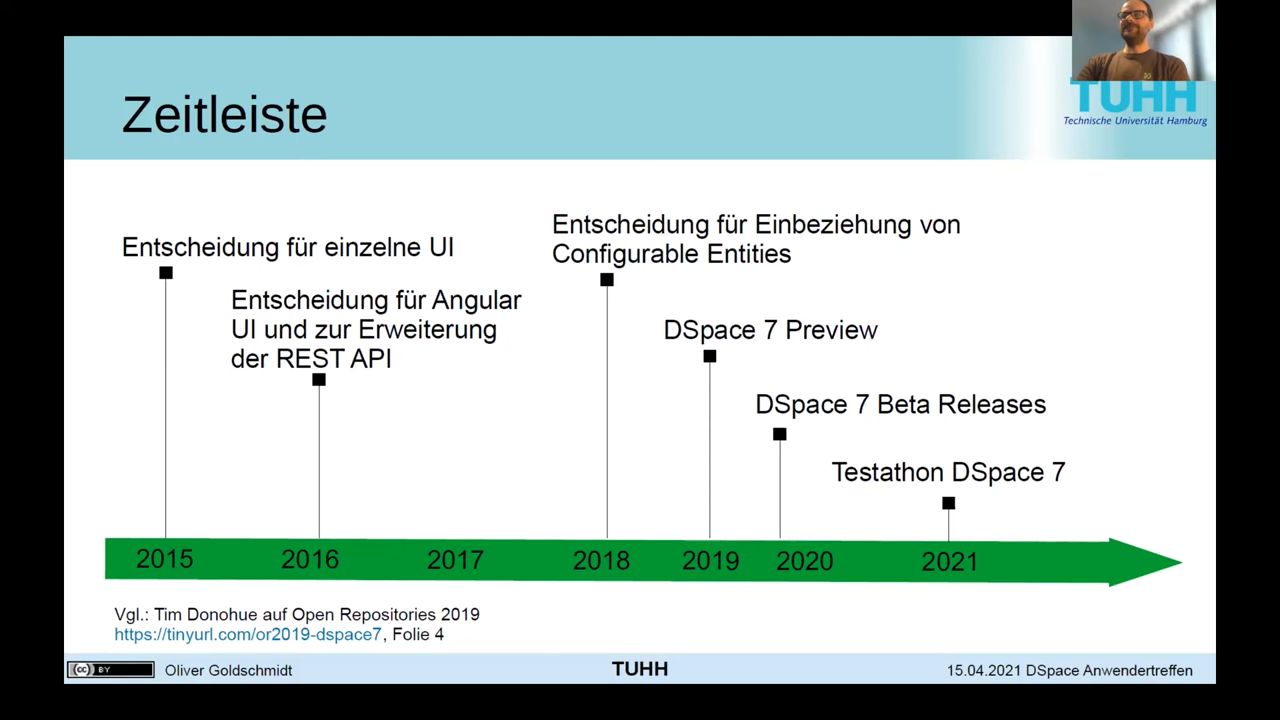 Zeitleiste
TUHH
Technische Universität Hamburg
Entscheidung für einzelne UI
Entscheidung für Angular
UI und zur Erweiterung
der REST API
Entscheidung für Einbeziehung von
Configurable Entities
DSpace 7 Preview
DSpace 7 Beta Releases
Testathon DSpace 7
2015 2016 2017 2018 2019 2020 2021
Vgl.: Tim Donohue auf Open Repositories 2019
https://tinyurl.com/or2019-dspace7, Folie 4
cc BY Oliver Goldschmidt TUHH 15.04.2021 DSpace Anwendertreffen